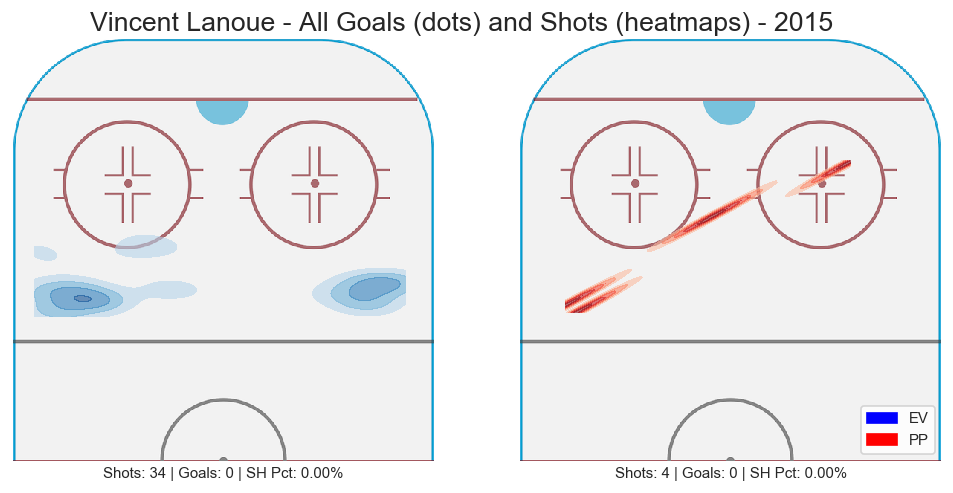 Vincent Lanoue - All Goals (dots) and Shots (heatmaps) - 2015
EV
PP
Shots: 34 | Goals: 0 | SH Pct: 0.00%
Shots: 4 | Goals: 0 | SH Pct: 0.00%